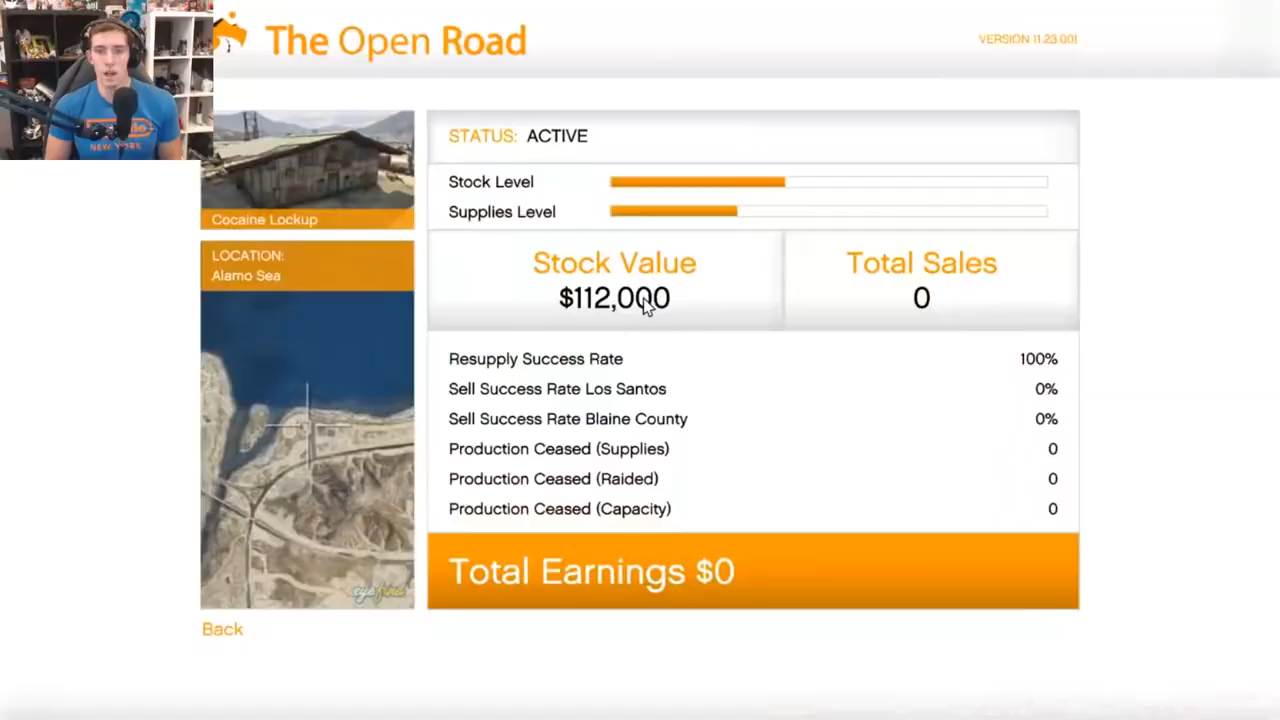 The Open Road
VERSION 11.23.001
NEW YORK
Cocaine Lockup
LOCATION:
Alamo Sea
STATUS: ACTIVE
Stock Level
Supplies Level
Stock Value
$112,000
Total Sales
0
Resupply Success Rate 100%
Sell Success Rate Los Santos 0%
Sell Success Rate Blaine County 0%
Production Ceased (Supplies) 0
Production Ceased (Raided) 0
Production Ceased (Capacity) 0
Total Earnings $0
Back